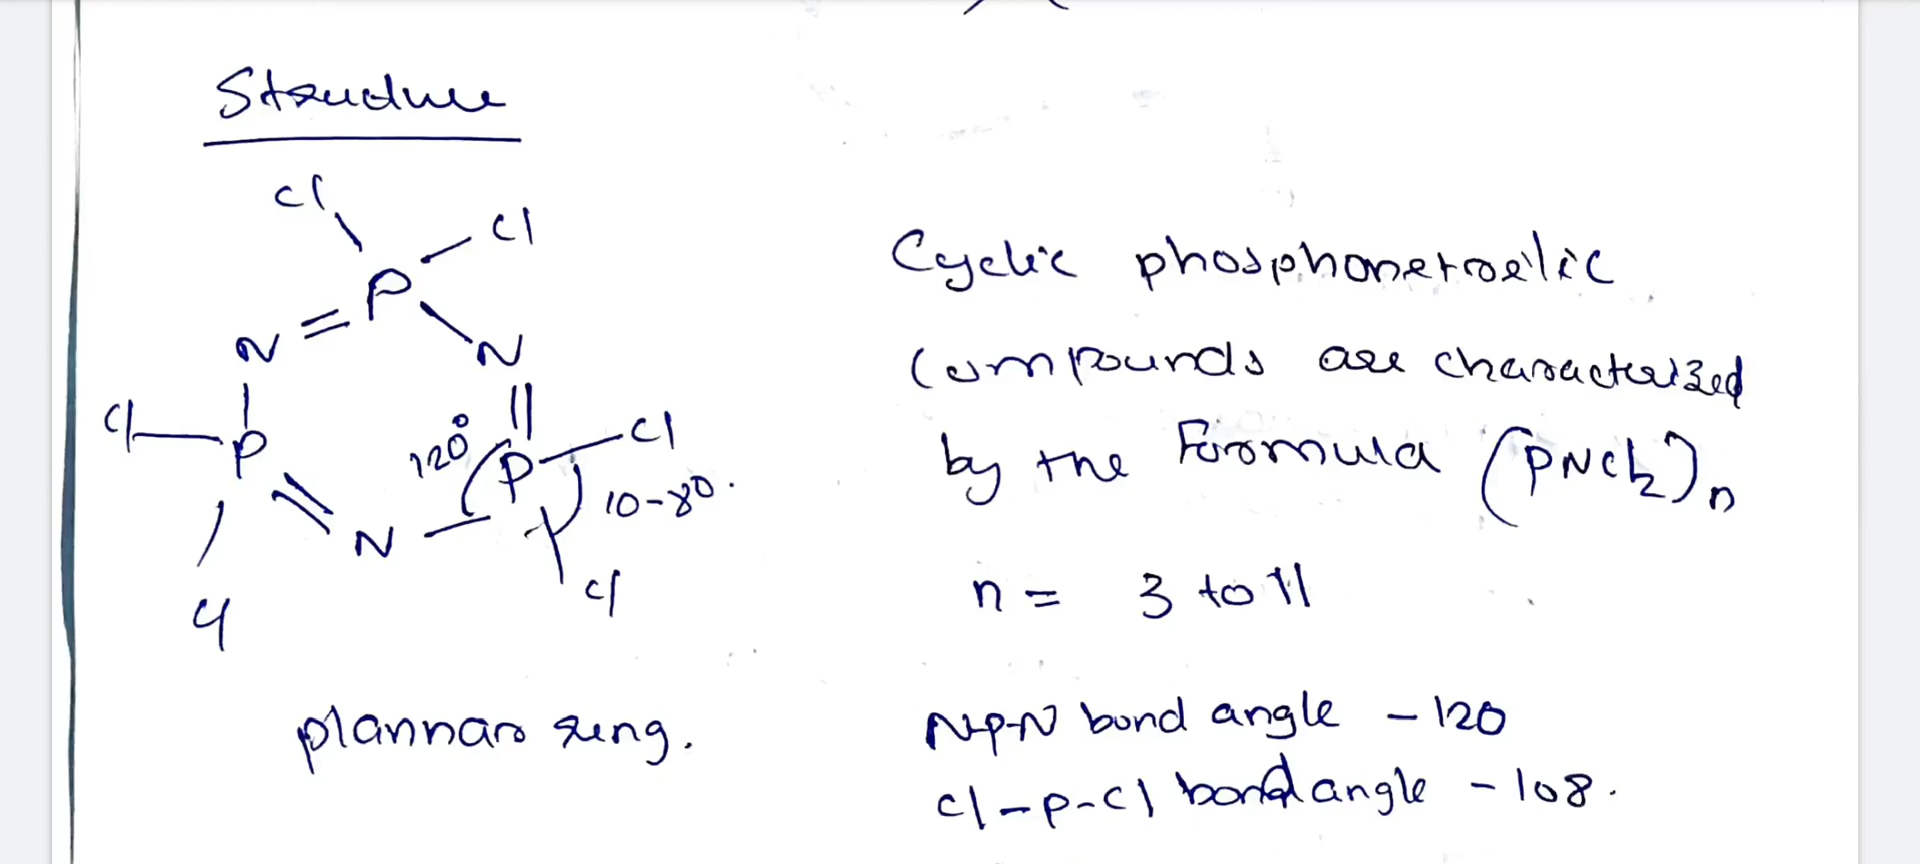 Structure
Cl
Cl
P
N
N
Cl
P
120°
P
Cl
10-80.
N
Cl
Cl
plannar ring.
Cyclic phosphonetroelic
Compounds are characterized
by the Formula (PNCl2)n
n = 3 to 11
N-P-N bond angle - 120
Cl-P-Cl bond angle - 108.